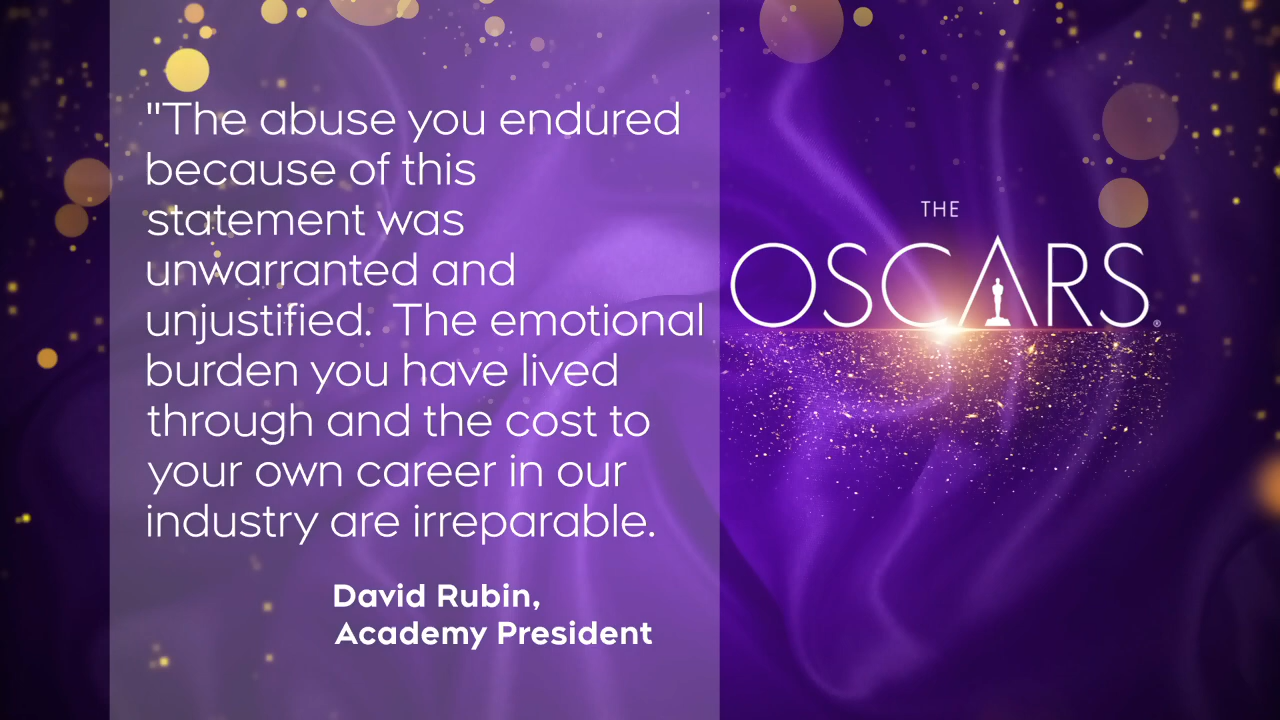 "The abuse you endured
because of this
statement was
unwarranted and
unjustified.  The emotional
burden you have lived
through and the cost to
your own career in our
industry are irreparable.
David Rubin,
Academy President
THE
OSCARS®